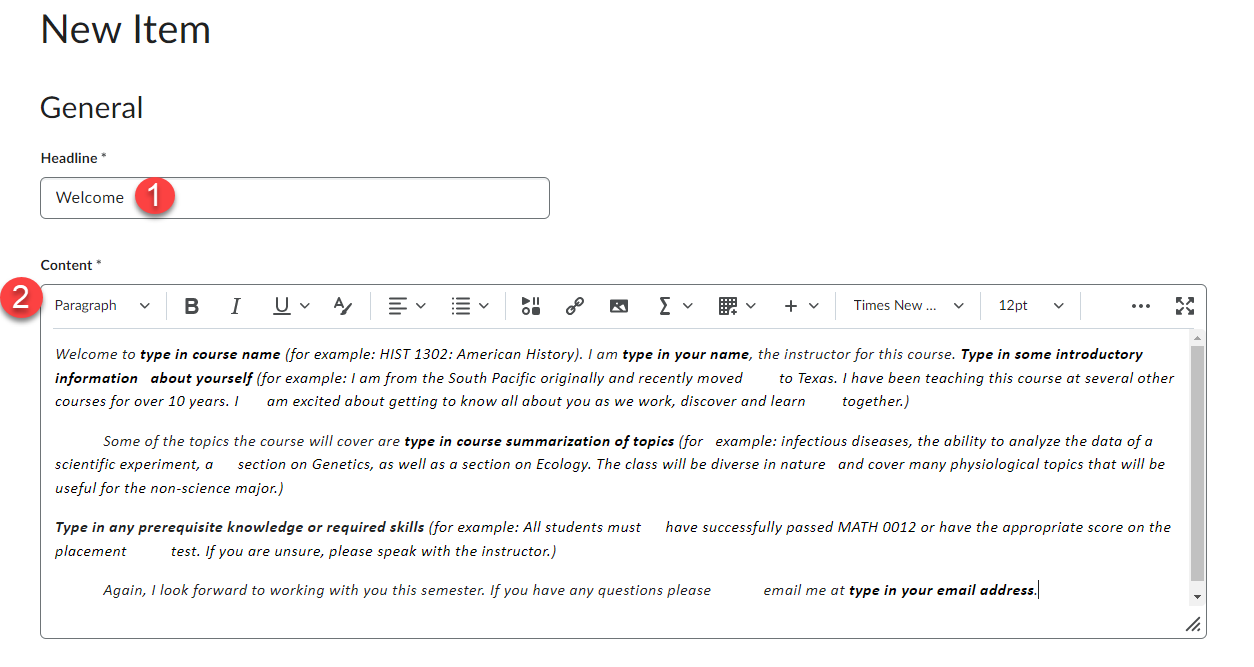 New Item
General
Headline *
Welcome 1
Content *
2
Paragraph B I U A Σ + Times New ... 12pt ...
Welcome to type in course name (for example: HIST 1302: American History). I am type in your name, the instructor for this course. Type in some introductory
information about yourself (for example: I am from the South Pacific originally and recently moved to Texas. I have been teaching this course at several other
courses for over 10 years. I am excited about getting to know all about you as we work, discover and learn together.)
Some of the topics the course will cover are type in course summarization of topics (for example: infectious diseases, the ability to analyze the data of a
scientific experiment, a section on Genetics, as well as a section on Ecology. The class will be diverse in nature and cover many physiological topics that will be
useful for the non-science major.)
Type in any prerequisite knowledge or required skills (for example: All students must have successfully passed MATH 0012 or have the appropriate score on the
placement test. If you are unsure, please speak with the instructor.)
Again, I look forward to working with you this semester. If you have any questions please email me at type in your email address.